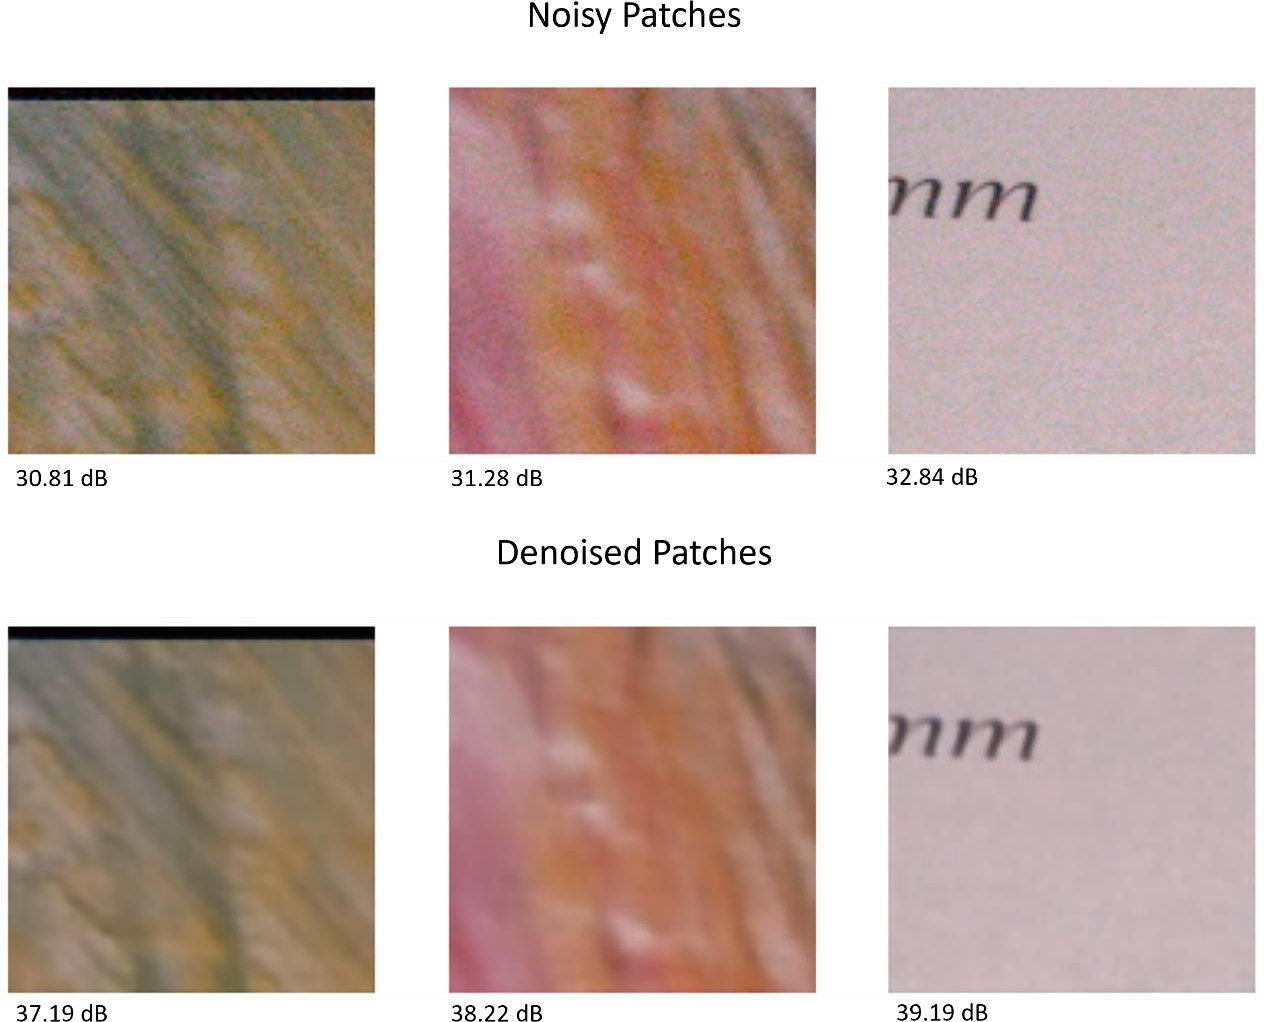 Noisy Patches
nm
30.81 dB
31.28 dB
32.84 dB
Denoised Patches
nm
37.19 dB
38.22 dB
39.19 dB